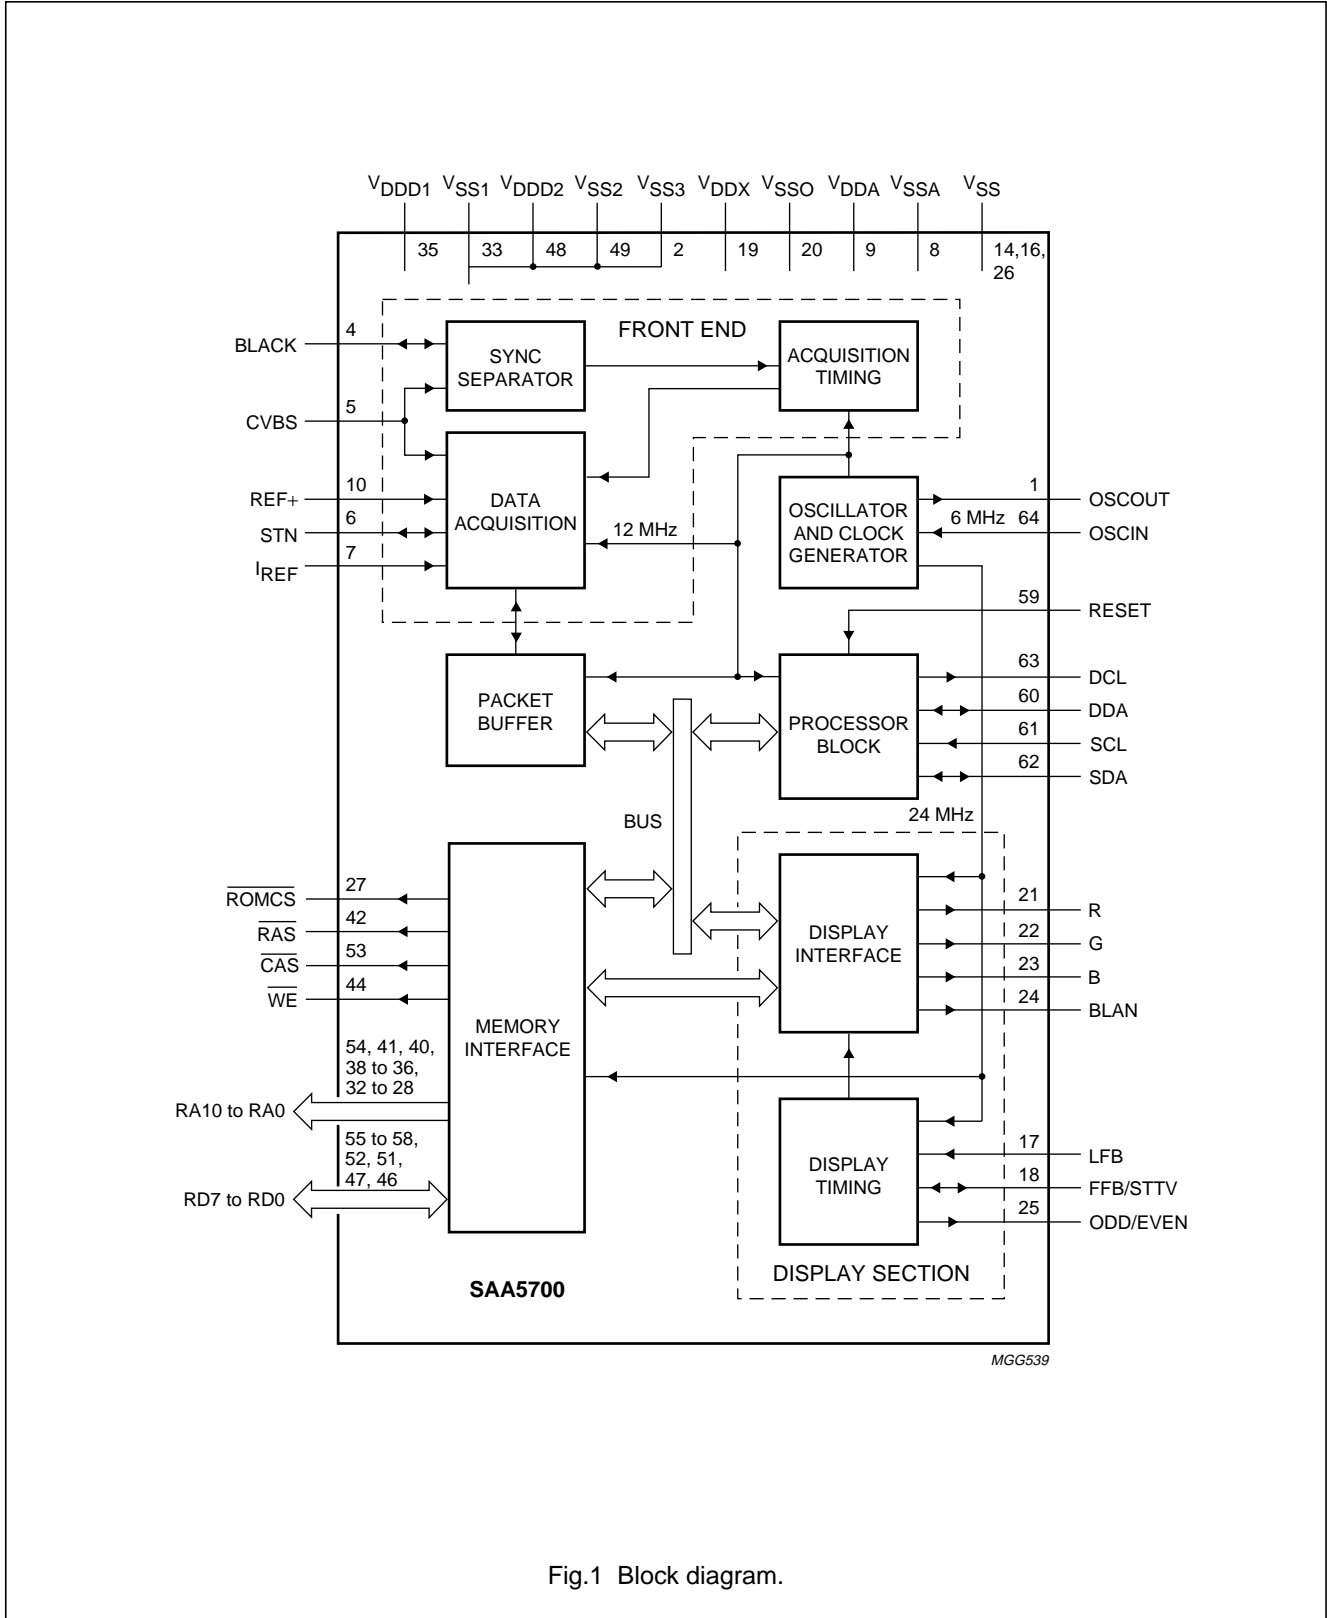 VDDD1 VSS1 VDDD2 VSS2 VSS3 VDDX VSSO VDDA VSSA VSS
35 33 48 49 2 19 20 9 8 14,16,
26
FRONT END
BLACK 4
SYNC
SEPARATOR
ACQUISITION
TIMING
CVBS 5
REF+ 10
STN 6
IREF 7
DATA
ACQUISITION
12 MHz
OSCILLATOR
AND CLOCK
GENERATOR
1 OSCOUT
6 MHz 64 OSCIN
59 RESET
PACKET
BUFFER
PROCESSOR
BLOCK
63 DCL
60 DDA
61 SCL
62 SDA
BUS
24 MHz
ROMCS 27
RAS 42
CAS 53
WE 44
MEMORY
INTERFACE
DISPLAY
INTERFACE
21 R
22 G
23 B
24 BLAN
54, 41, 40,
38 to 36,
32 to 28
RA10 to RA0
55 to 58,
52, 51,
47, 46
RD7 to RD0
DISPLAY
TIMING
17 LFB
18 FFB/STTV
25 ODD/EVEN
DISPLAY SECTION
SAA5700
MGG539
Fig.1 Block diagram.